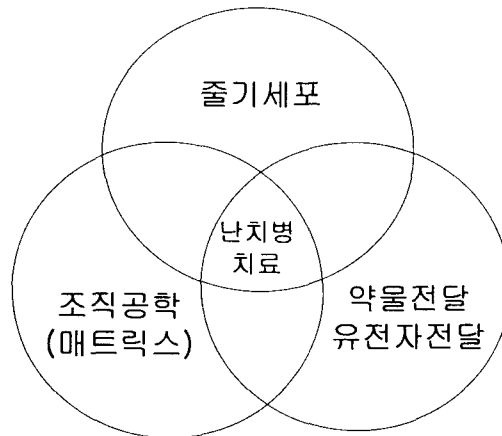 줄기세포
난치병
치료
조직공학
(매트릭스)
약물전달
유전자전달